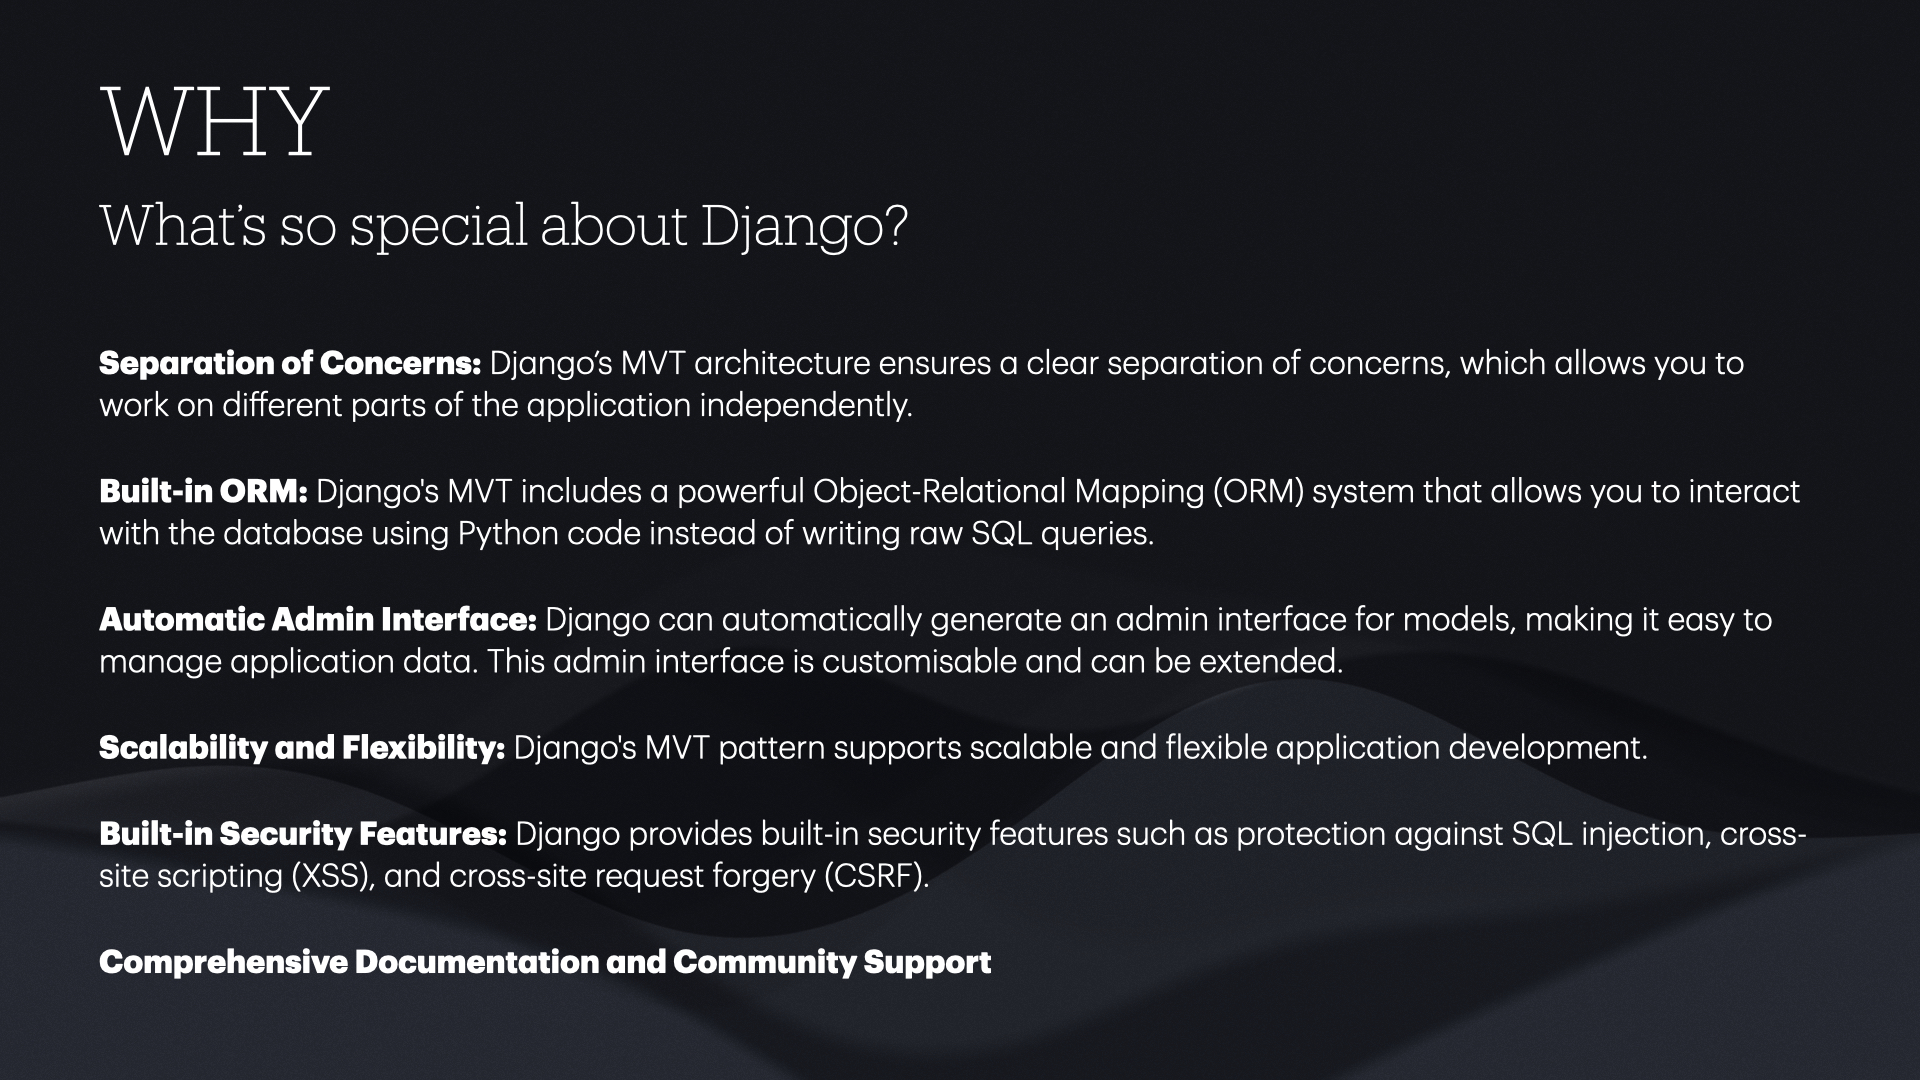 WHY
What’s so special about Django?
Separation of Concerns: Django’s MVT architecture ensures a clear separation of concerns, which allows you to
work on different parts of the application independently.
Built-in ORM: Django's MVT includes a powerful Object-Relational Mapping (ORM) system that allows you to interact
with the database using Python code instead of writing raw SQL queries.
Automatic Admin Interface: Django can automatically generate an admin interface for models, making it easy to
manage application data. This admin interface is customisable and can be extended.
Scalability and Flexibility: Django's MVT pattern supports scalable and flexible application development.
Built-in Security Features: Django provides built-in security features such as protection against SQL injection, cross-
site scripting (XSS), and cross-site request forgery (CSRF).
Comprehensive Documentation and Community Support